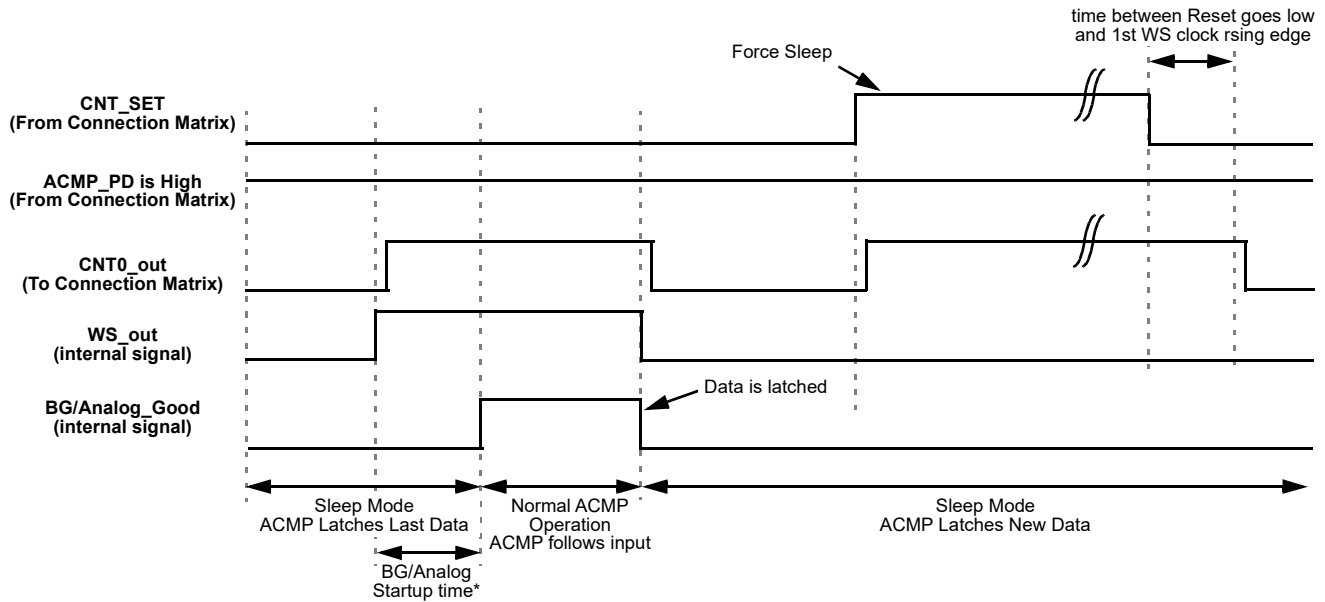 time between Reset goes low
and 1st WS clock rsing edge
Force Sleep
CNT_SET
(From Connection Matrix)
ACMP_PD is High
(From Connection Matrix)
CNT0_out
(To Connection Matrix)
WS_out
(internal signal)
Data is latched
BG/Analog_Good
(internal signal)
Sleep Mode
ACMP Latches Last Data
Normal ACMP
Operation
ACMP follows input
Sleep Mode
ACMP Latches New Data
BG/Analog
Startup time*